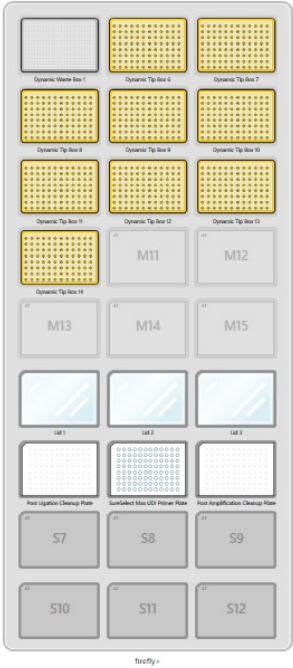 Dynamic Waste Box 1
Dynamic Tip Box 6
Dynamic Tip Box 7
Dynamic Tip Box 8
Dynamic Tip Box 9
Dynamic Tip Box 10
Dynamic Tip Box 11
Dynamic Tip Box 12
Dynamic Tip Box 13
Dynamic Tip Box 14
M11
M12
M13
M14
M15
Lid 1
Lid 2
Lid 3
Post Ligation Cleanup Plate
SureSelect Max UDI Primer Plate
Post Amplification Cleanup Plate
S7
S8
S9
S10
S11
S12
firefly+